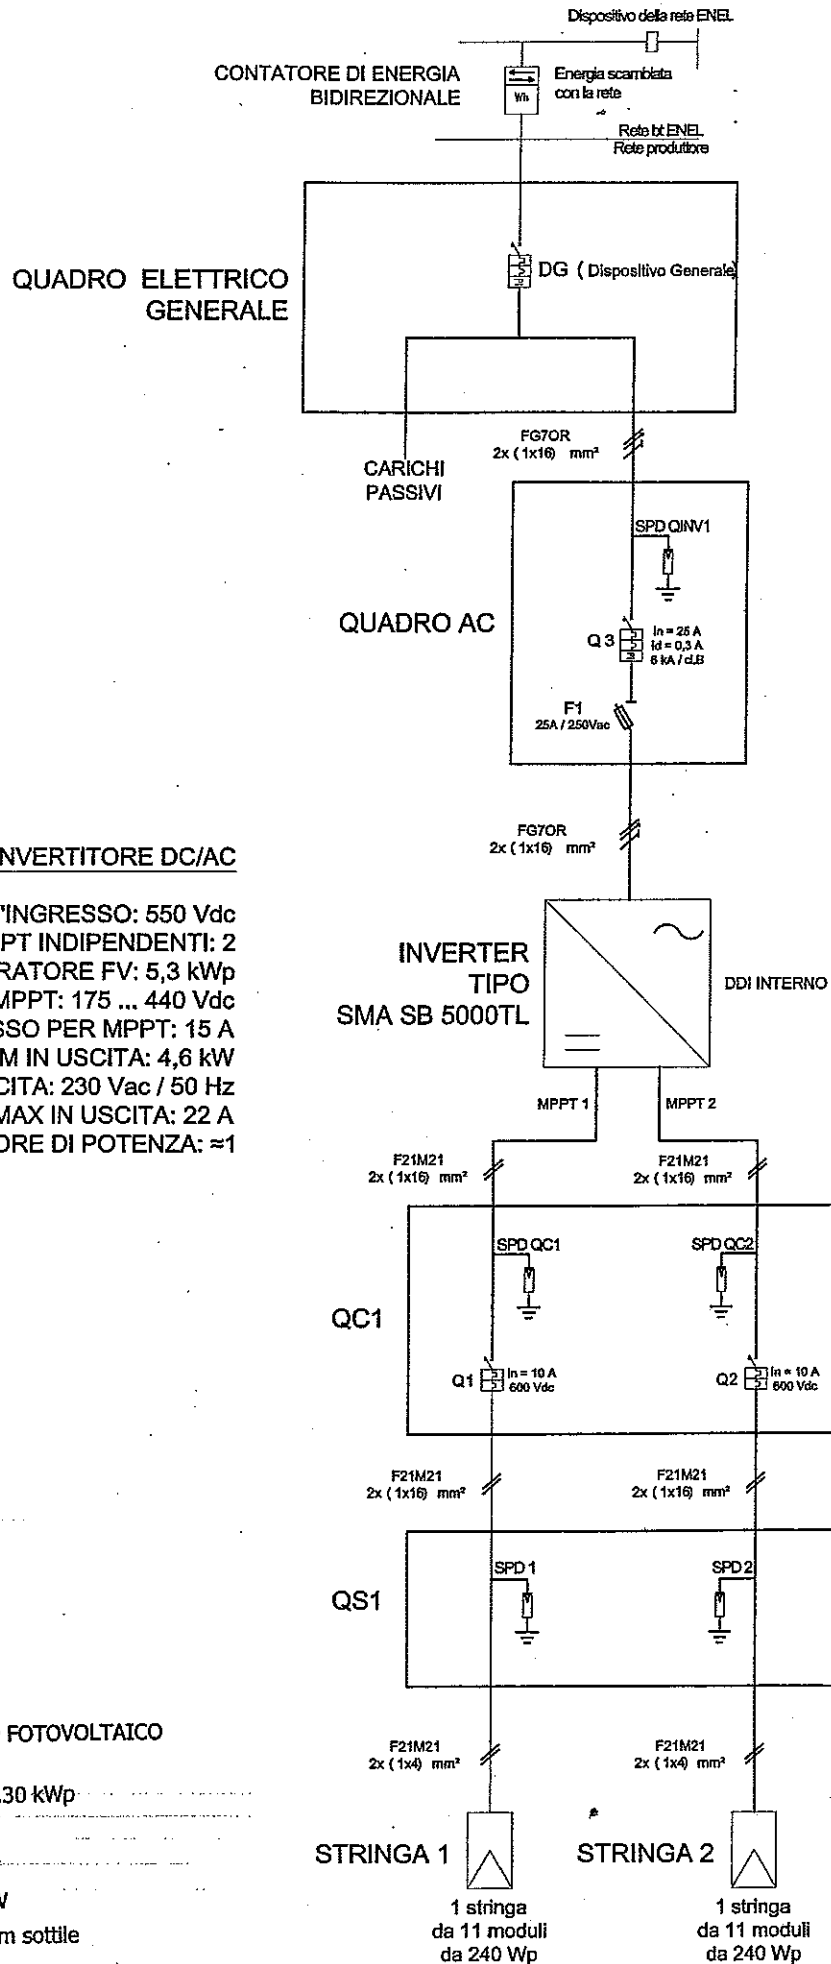 Dispositivo della rete ENEL
CONTATORE DI ENERGIA
BIDIREZIONALE
Wh
Energia scambiata
con la rete
Rete bt ENEL
Rete produttore
QUADRO ELETTRICO
GENERALE
DG ( Dispositivo Generale)
FG7OR
2x ( 1x16) mm²
CARICHI
PASSIVI
SPD QINV1
QUADRO AC
Q 3
In = 25 A
Id = 0,3 A
6 kA / cl.B
F1
25A / 250Vac
FG7OR
2x ( 1x16) mm²
NVERTITORE DC/AC
'INGRESSO: 550 Vdc
PT INDIPENDENTI: 2
RATORE FV: 5,3 kWp
MPPT: 175 ... 440 Vdc
SSO PER MPPT: 15 A
M IN USCITA: 4,6 kW
CITA: 230 Vac / 50 Hz
MAX IN USCITA: 22 A
ORE DI POTENZA: ≈1
INVERTER
TIPO
SMA SB 5000TL
DDI INTERNO
MPPT 1
MPPT 2
F21M21
2x ( 1x16) mm²
F21M21
2x ( 1x16) mm²
SPD QC1
SPD QC2
QC1
Q1
In = 10 A
600 Vdc
Q2
In = 10 A
600 Vdc
F21M21
2x ( 1x16) mm²
F21M21
2x ( 1x16) mm²
SPD 1
SPD 2
QS1
FOTOVOLTAICO
.30 kWp
m sottile
F21M21
2x ( 1x4) mm²
F21M21
2x ( 1x4) mm²
STRINGA 1
STRINGA 2
1 stringa
da 11 moduli
da 240 Wp
1 stringa
da 11 moduli
da 240 Wp